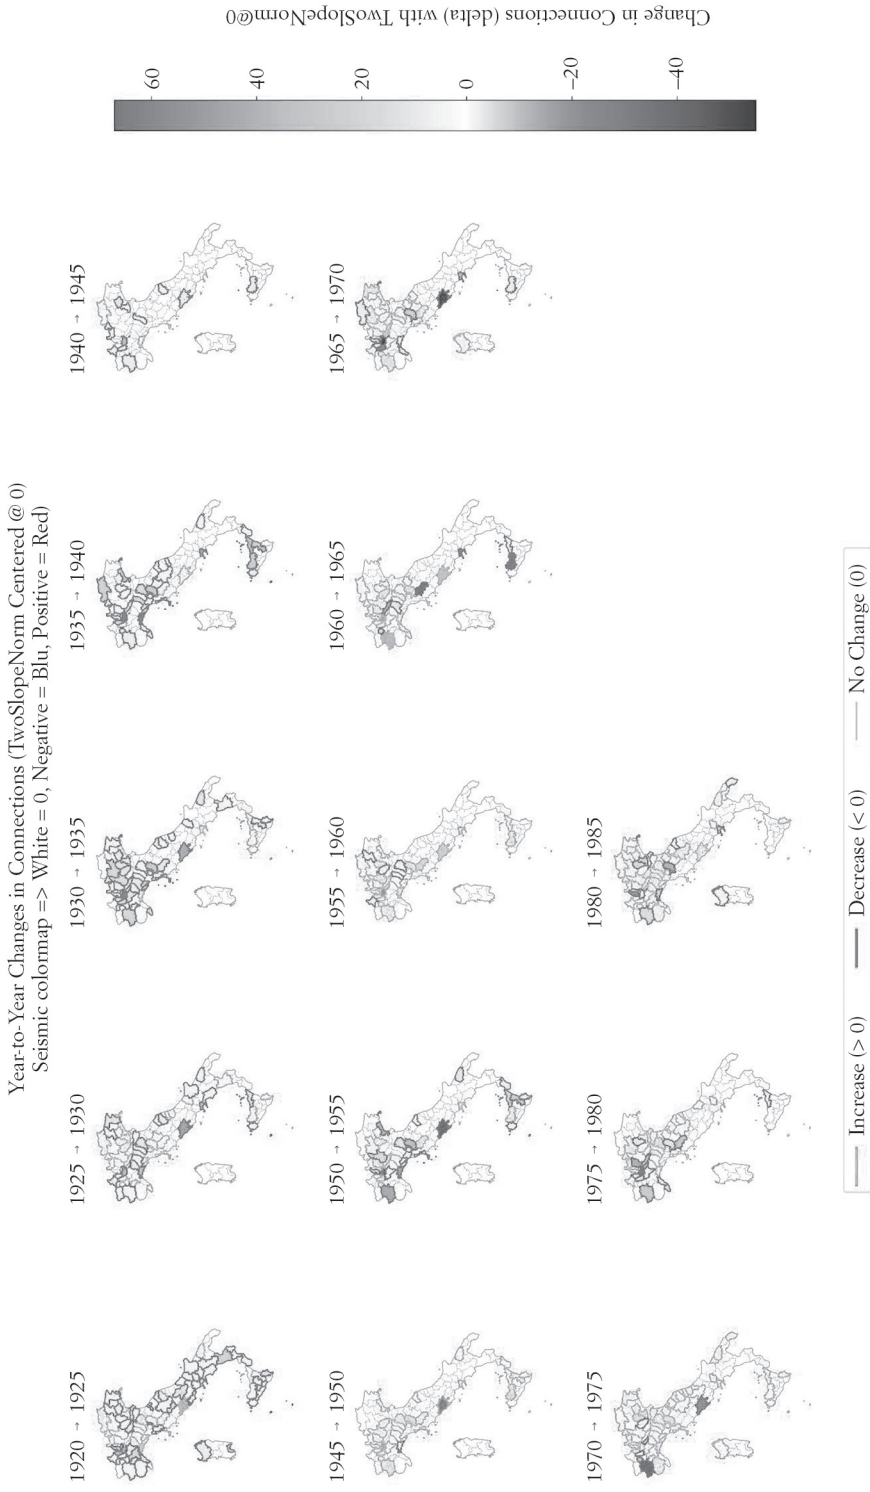 Year-to-Year Changes in Connections (TwoSlopeNorm Centered @ 0)
Seismic colormap => White = 0, Negative = Blu, Positive = Red)
1920 → 1925
1925 → 1930
1930 → 1935
1935 → 1940
1940 → 1945
1945 → 1950
1950 → 1955
1955 → 1960
1960 → 1965
1965 → 1970
1970 → 1975
1975 → 1980
1980 → 1985
60
40
20
0
−20
−40
Change in Connections (delta) with TwoSlopeNorm@0
Increase (> 0)
Decrease (< 0)
No Change (0)